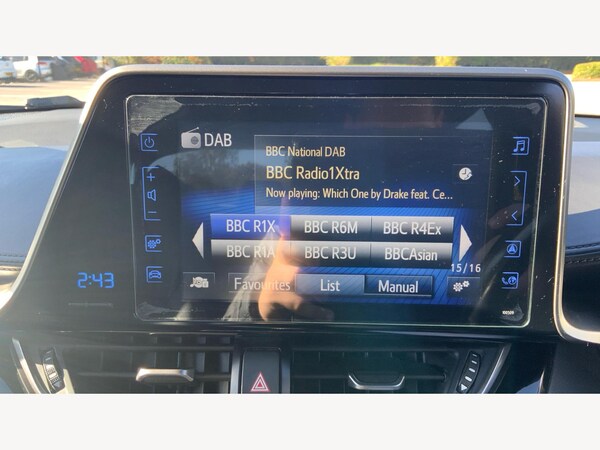 DAB
BBC National DAB
BBC Radio1Xtra
Now playing: Which One by Drake feat. Ce...
BBC R1X BBC R6M BBC R4Ex
BBC R1A BBC R3U BBCAsian
15/16
Favourites List Manual
2:43